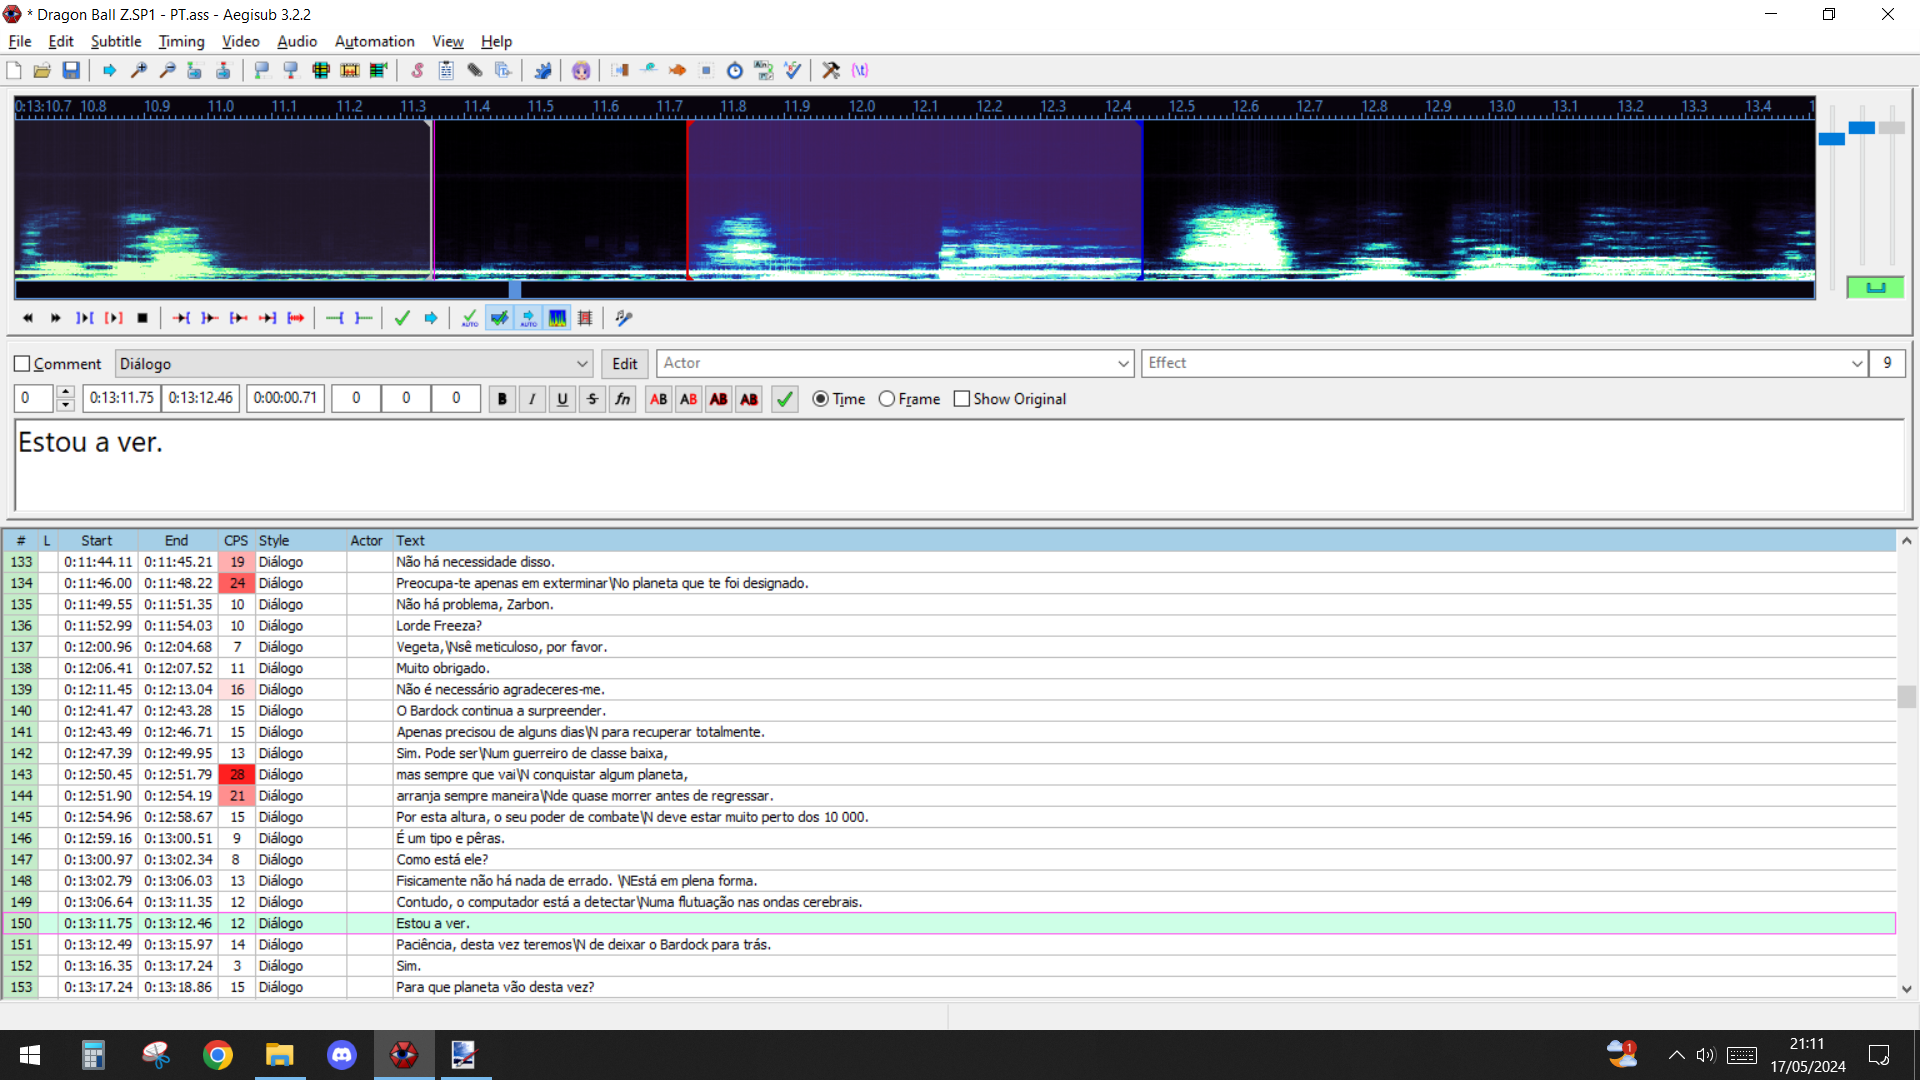 * Dragon Ball Z.SP1 - PT.ass - Aegisub 3.2.2
File Edit Subtitle Timing Video Audio Automation View Help
0:13:10.7 10.8 10.9 11.0 11.1 11.2 11.3 11.4 11.5 11.6 11.7 11.8 11.9 12.0 12.1 12.2 12.3 12.4 12.5 12.6 12.7 12.8 12.9 13.0 13.1 13.2 13.3 13.4
Comment Diálogo Edit Actor Effect 9
0 0:13:11.75 0:13:12.46 0:00:00.71 0 0 0 B I U S fn AB AB AB AB Time Frame Show Original
Estou a ver.
# L Start End CPS Style Actor Text
133 0:11:44.11 0:11:45.21 19 Diálogo Não há necessidade disso.
134 0:11:46.00 0:11:48.22 24 Diálogo Preocupa-te apenas em exterminar\No planeta que te foi designado.
135 0:11:49.55 0:11:51.35 10 Diálogo Não há problema, Zarbon.
136 0:11:52.99 0:11:54.03 10 Diálogo Lorde Freeza?
137 0:12:00.96 0:12:04.68 7 Diálogo Vegeta,\Nsê meticuloso, por favor.
138 0:12:06.41 0:12:07.52 11 Diálogo Muito obrigado.
139 0:12:11.45 0:12:13.04 16 Diálogo Não é necessário agradeceres-me.
140 0:12:41.47 0:12:43.28 15 Diálogo O Bardock continua a surpreender.
141 0:12:43.49 0:12:46.71 15 Diálogo Apenas precisou de alguns dias\N para recuperar totalmente.
142 0:12:47.39 0:12:49.95 13 Diálogo Sim. Pode ser\Num guerreiro de classe baixa,
143 0:12:50.45 0:12:51.79 28 Diálogo mas sempre que vai\N conquistar algum planeta,
144 0:12:51.90 0:12:54.19 21 Diálogo arranja sempre maneira\Nde quase morrer antes de regressar.
145 0:12:54.96 0:12:58.67 15 Diálogo Por esta altura, o seu poder de combate\N deve estar muito perto dos 10 000.
146 0:12:59.16 0:13:00.51 9 Diálogo É um tipo e pêras.
147 0:13:00.97 0:13:02.34 8 Diálogo Como está ele?
148 0:13:02.79 0:13:06.03 13 Diálogo Fisicamente não há nada de errado. \NEstá em plena forma.
149 0:13:06.64 0:13:11.35 12 Diálogo Contudo, o computador está a detectar\Numa flutuação nas ondas cerebrais.
150 0:13:11.75 0:13:12.46 12 Diálogo Estou a ver.
151 0:13:12.49 0:13:15.97 14 Diálogo Paciência, desta vez teremos\N de deixar o Bardock para trás.
152 0:13:16.35 0:13:17.24 3 Diálogo Sim.
153 0:13:17.24 0:13:18.86 15 Diálogo Para que planeta vão desta vez?
1
21:11
17/05/2024